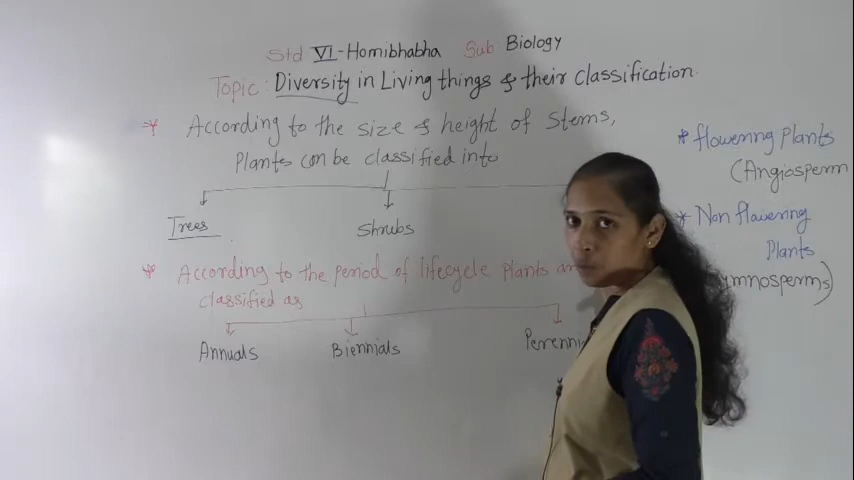 Std VI-Homibhabha Sub Biology
Topic: Diversity in Living things & their Classification.
According to the size & height of stems,
Plants can be classified into
Trees Shrubs
* According to the period of lifecycle plants
classified as
Annuals Biennials
* flowering Plants
(Angiosperm
* Non flowering
Plants
mnosperms)